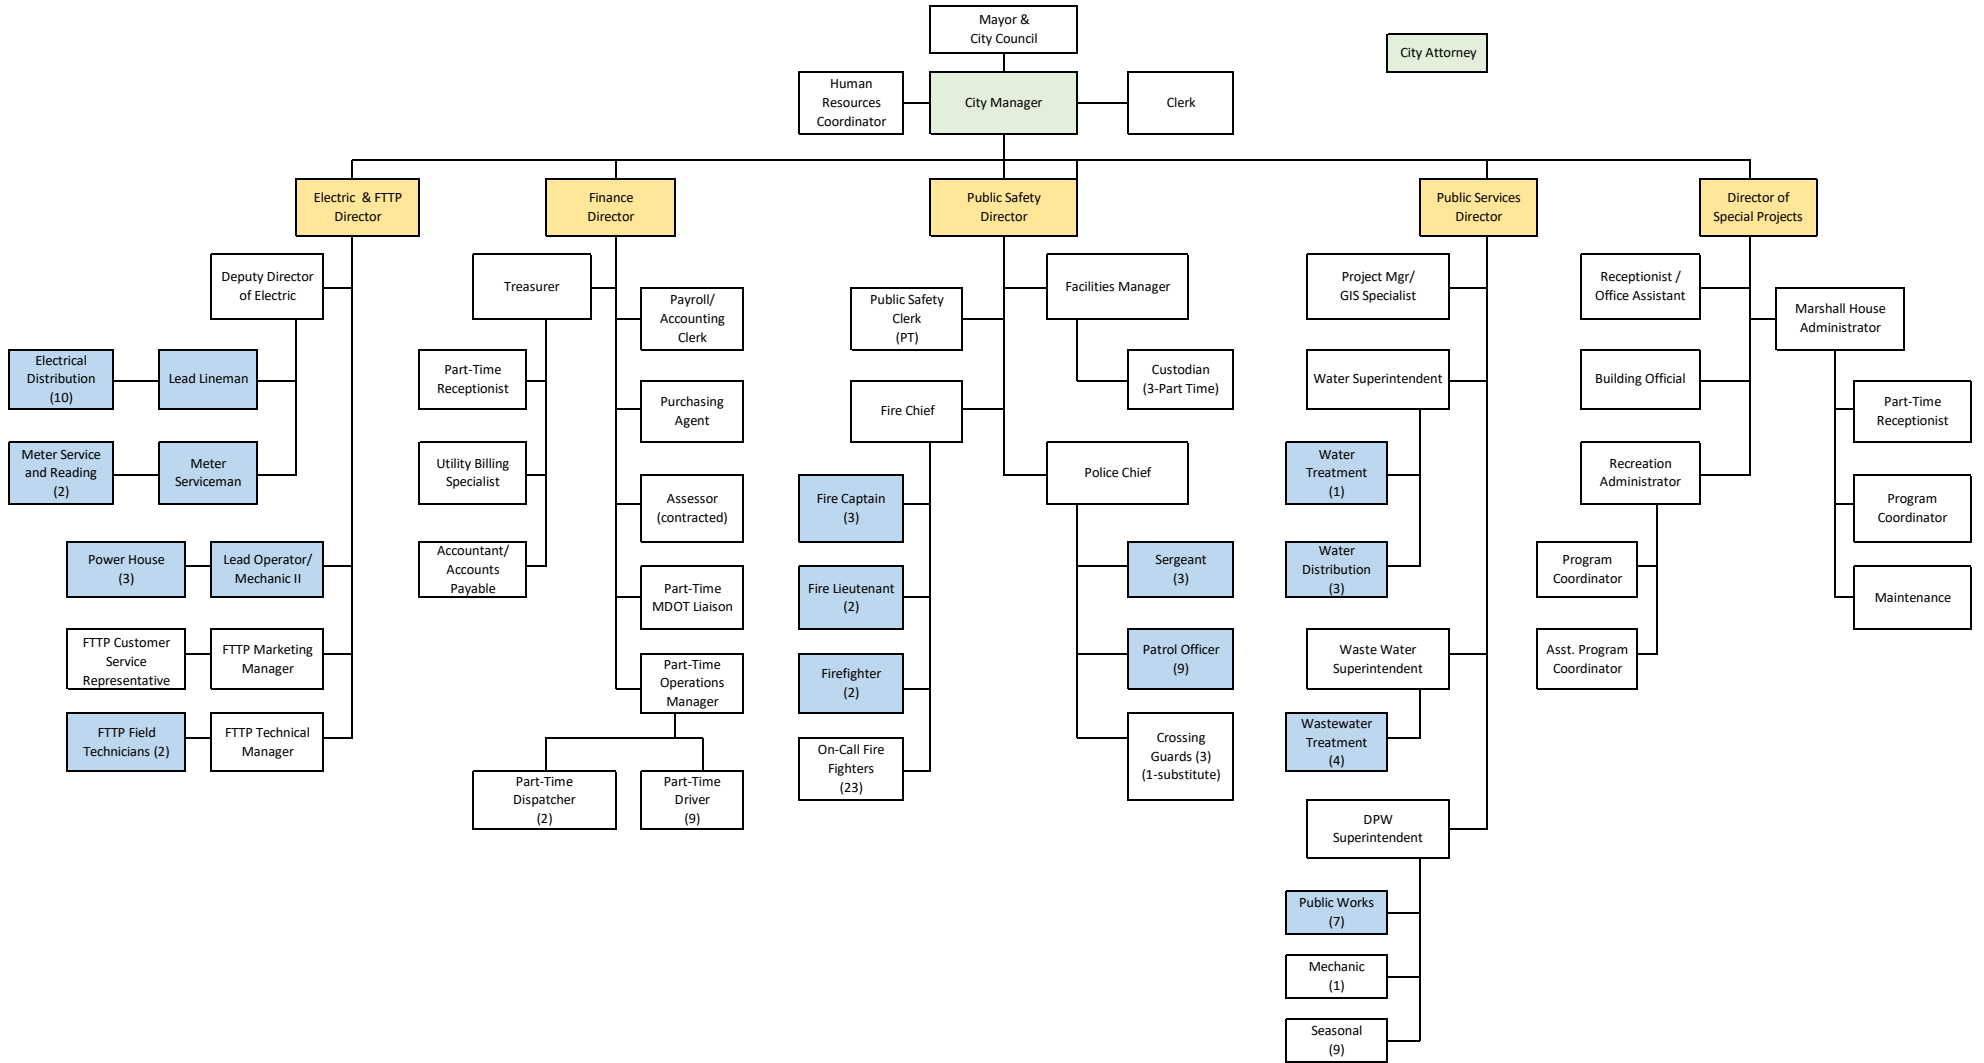 Mayor &
City Council
City Attorney
Human
Resources
Coordinator
City Manager
Clerk
Electric & FTTP
Director
Finance
Director
Public Safety
Director
Public Services
Director
Director of
Special Projects
Deputy Director
of Electric
Electrical
Distribution
(10)
Lead Lineman
Meter Service
and Reading
(2)
Meter
Serviceman
Power House
(3)
Lead Operator/
Mechanic II
FTTP Customer
Service
Representative
FTTP Marketing
Manager
FTTP Field
Technicians (2)
FTTP Technical
Manager
Treasurer
Payroll/
Accounting
Clerk
Part-Time
Receptionist
Purchasing
Agent
Utility Billing
Specialist
Assessor
(contracted)
Accountant/
Accounts
Payable
Part-Time
MDOT Liaison
Part-Time
Operations
Manager
Part-Time
Dispatcher
(2)
Part-Time
Driver
(9)
Public Safety
Clerk
(PT)
Facilities Manager
Custodian
(3-Part Time)
Fire Chief
Police Chief
Fire Captain
(3)
Fire Lieutenant
(2)
Firefighter
(2)
On-Call Fire
Fighters
(23)
Sergeant
(3)
Patrol Officer
(9)
Crossing
Guards (3)
(1-substitute)
Project Mgr/
GIS Specialist
Water Superintendent
Water
Treatment
(1)
Water
Distribution
(3)
Waste Water
Superintendent
Wastewater
Treatment
(4)
DPW
Superintendent
Public Works
(7)
Mechanic
(1)
Seasonal
(9)
Receptionist /
Office Assistant
Marshall House
Administrator
Building Official
Recreation
Administrator
Program
Coordinator
Asst. Program
Coordinator
Part-Time
Receptionist
Program
Coordinator
Maintenance